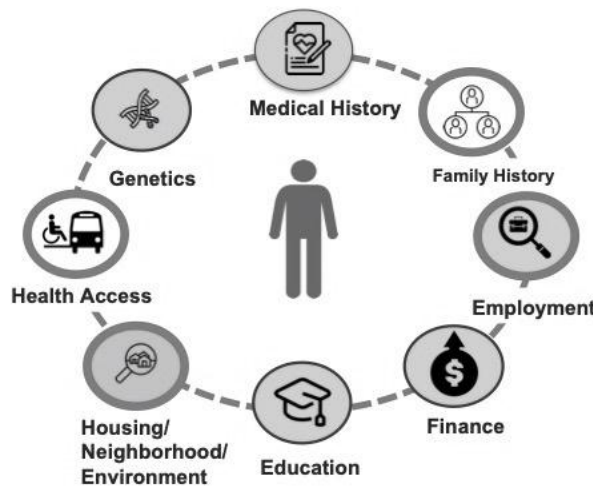 Medical History
Genetics
Family History
Health Access
Employment
Housing/
Neighborhood/
Environment
Education
Finance
$